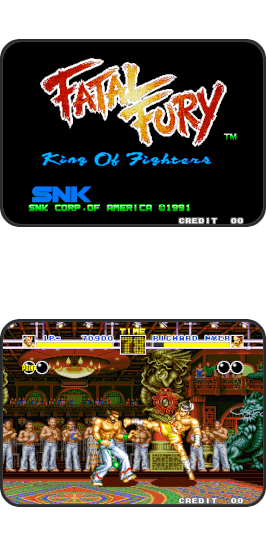 FATAL
FURY
TM
King Of Fighters
SNK
SNK CORP.OF AMERICA ©1991
CREDIT 00
TIME
1P= 70900
RICHARD MYER
CREDIT 00